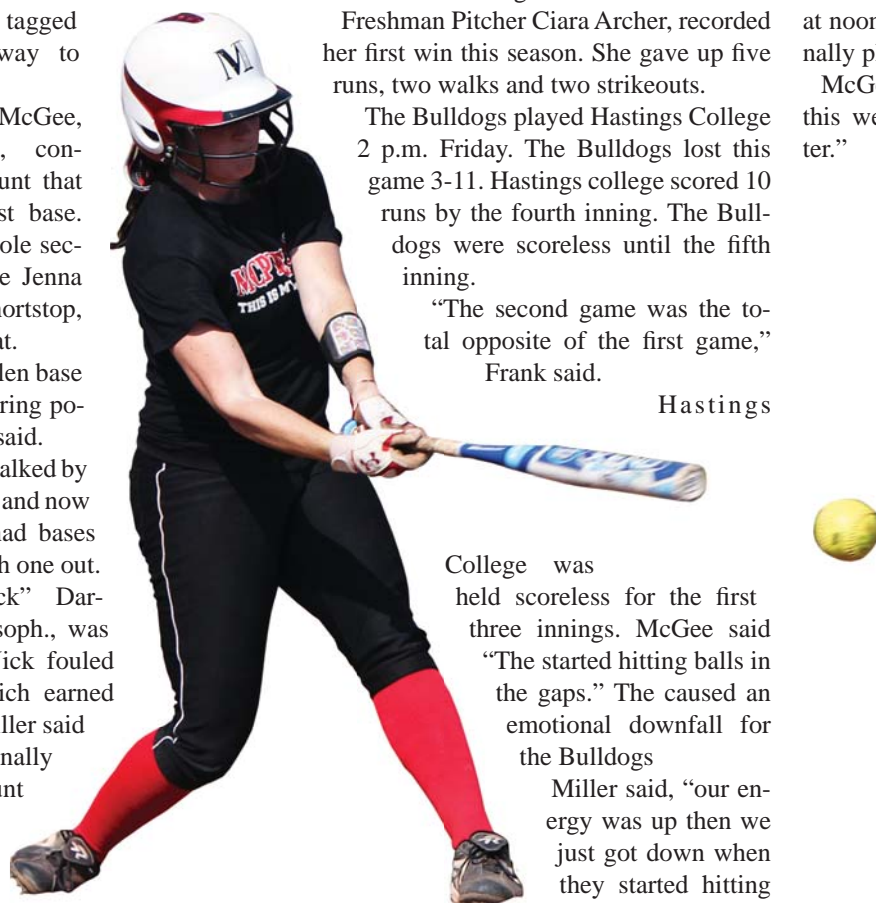 tagged
way to
McGee,
, con-
unt that
st base.
ole sec-
e Jenna
ortstop,
at.
len base
ring po-
said.
alked by
and now
had bases
h one out.
ck” Dar-
soph., was
ick fouled
ich earned
iller said
nally
unt
M
THIS IS MY
Freshman Pitcher Ciara Archer, recorded
her first win this season. She gave up five
runs, two walks and two strikeouts.
The Bulldogs played Hastings College
2 p.m. Friday. The Bulldogs lost this
game 3-11. Hastings college scored 10
runs by the fourth inning. The Bull-
dogs were scoreless until the fifth
inning.
“The second game was the to-
tal opposite of the first game,”
Frank said.
Hastings
College was
held scoreless for the first
three innings. McGee said
“The started hitting balls in
the gaps.” The caused an
emotional downfall for
the Bulldogs
Miller said, “our en-
ergy was up then we
just got down when
they started hitting
at noon
nally pl
McGe
this we
ter.”